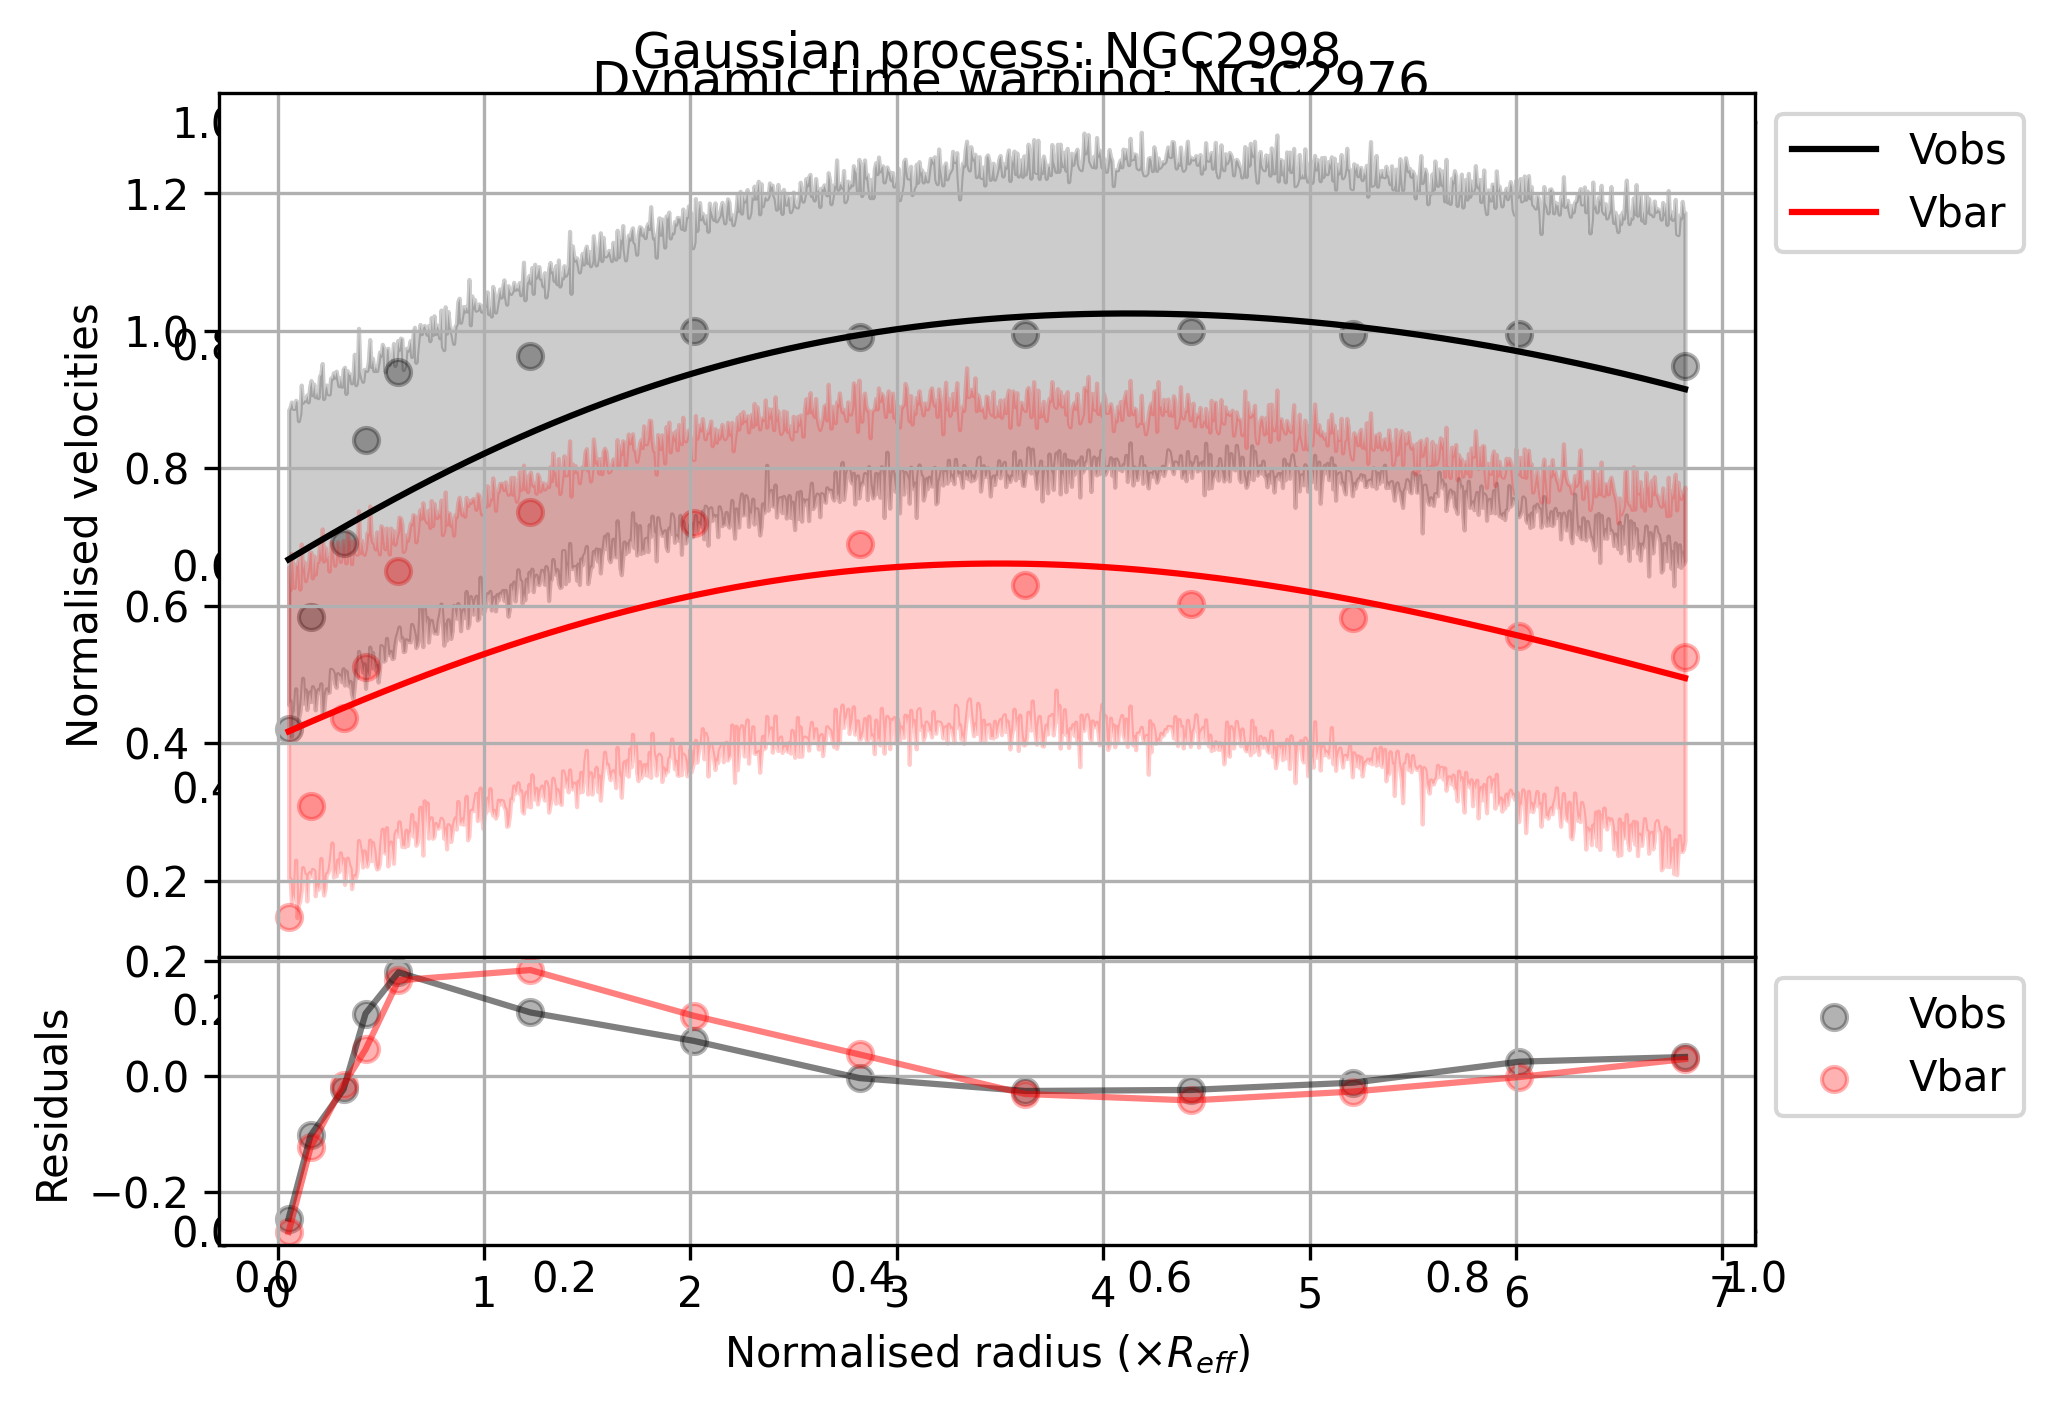 Gaussian process: NGC2998
Dynamic time warping: NGC2976
Vobs
Vbar
Normalised velocities
1.2
1.0
0.8
0.6
0.4
0.2
Vobs
Vbar
Residuals
0.2
0.0
−0.2
0.0 0.2 0.4 0.6 0.8 1.0
0 1 2 3 4 5 6 7
Normalised radius (×R_eff)